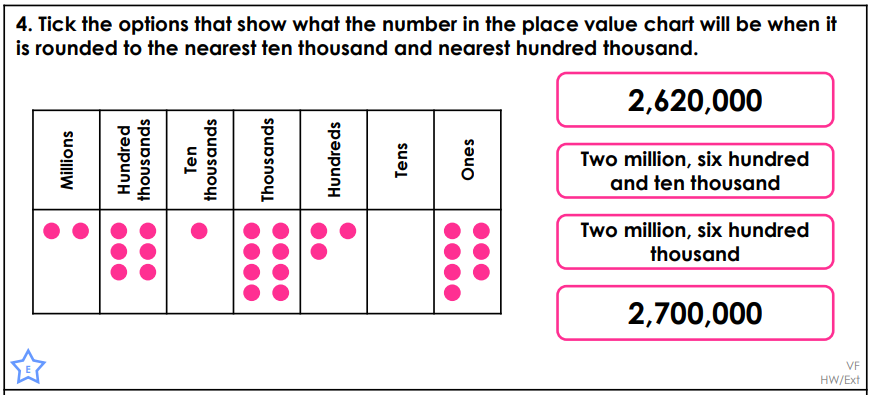 4. Tick the options that show what the number in the place value chart will be when it
is rounded to the nearest ten thousand and nearest hundred thousand.
Millions
Hundred
thousands
Ten
thousands
Thousands
Hundreds
Tens
Ones
2,620,000
Two million, six hundred
and ten thousand
Two million, six hundred
thousand
2,700,000
E
VF
HW/Ext